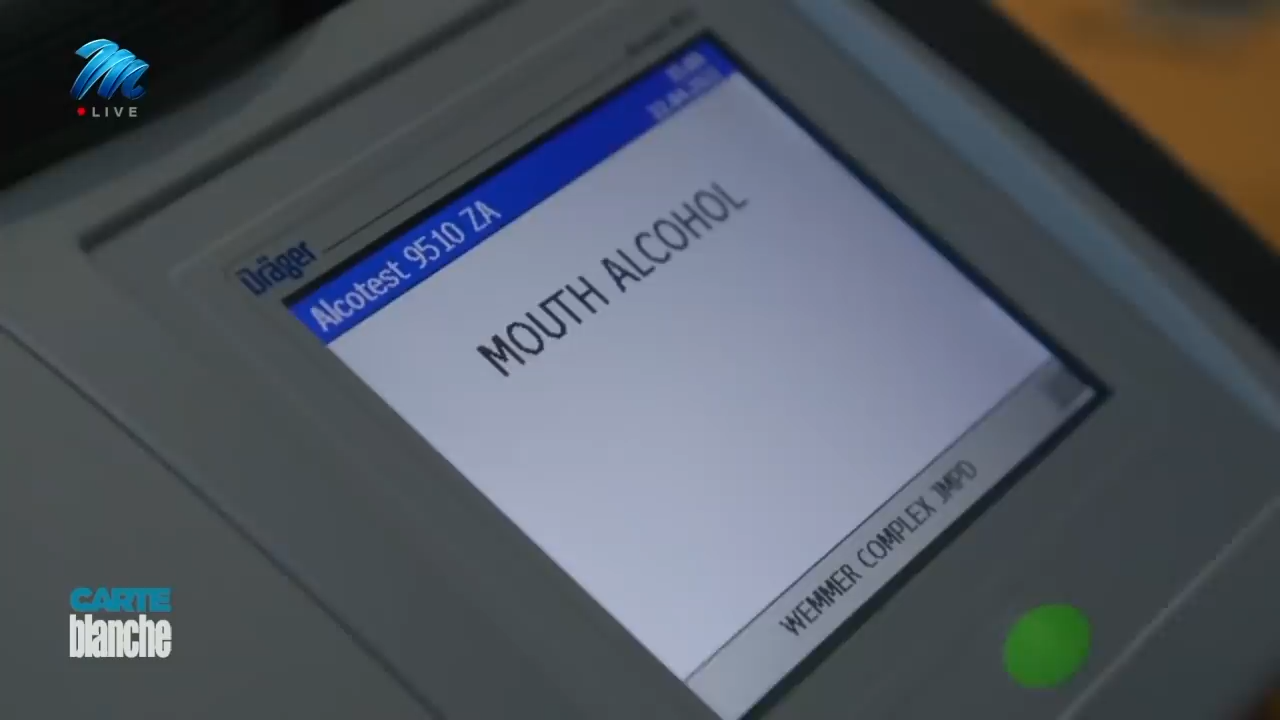 LIVE
Dräger
Alcotest 9510 ZA
MOUTH ALCOHOL
WEMMER COMPLEX JMPD
CARTE
blanche